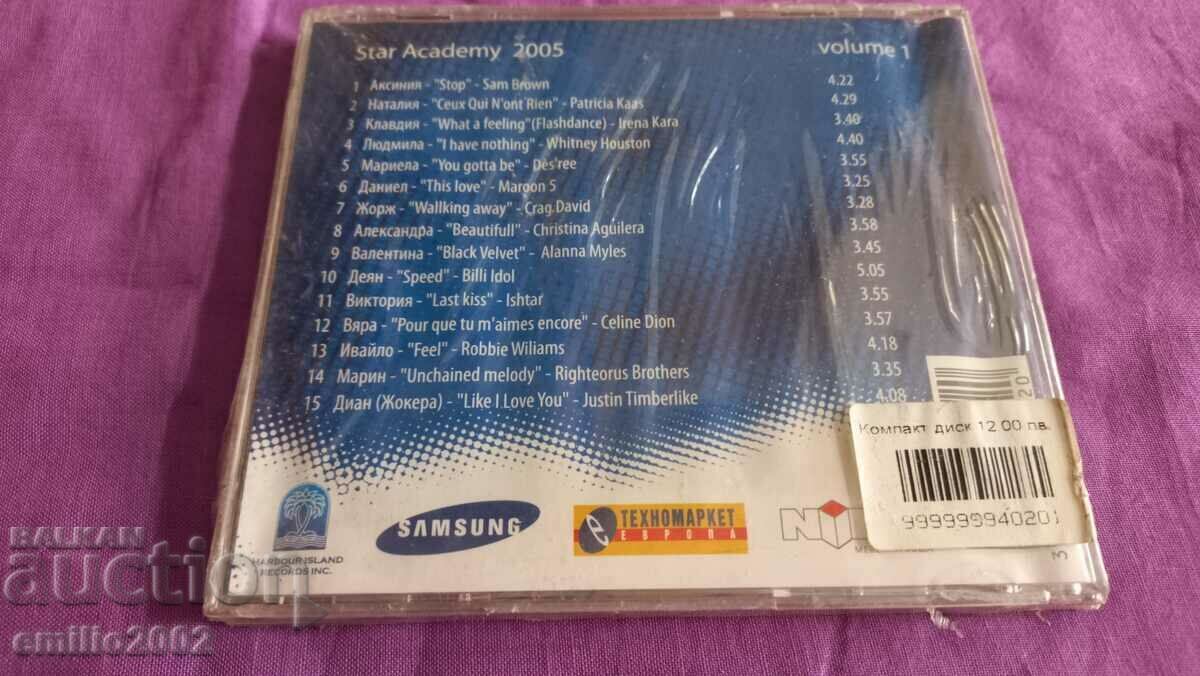 Star Academy 2005 volume 1
1 Аксиния - "Stop" - Sam Brown 4.22
2 Наталия - "Ceux Qui N'ont Rien" - Patricia Kaas 4.29
3 Клавдия - "What a feeling"(Flashdance) - Irena Kara 3.40
4 Людмила - "I have nothing" - Whitney Houston 4.40
5 Мариела - "You gotta be" - Des'ree 3.55
6 Даниел - "This love" - Maroon 5 3.25
7 Жорж - "Wallking away" - Crag David 3.28
8 Александра - "Beautifull" - Christina Aguilera 3.58
9 Валентина - "Black Velvet" - Alanna Myles 3.45
10 Деян - "Speed" - Billi Idol 5.05
11 Виктория - "Last kiss" - Ishtar 3.55
12 Вяра - "Pour que tu m'aimes encore" - Celine Dion 3.57
13 Ивайло - "Feel" - Robbie Wiliams 4.18
14 Марин - "Unchained melody" - Righteorus Brothers 3.35
15 Диан (Жокера) - "Like I Love You" - Justin Timberlike 4.08
Компакт диск 12.00 лв.
999999940201
HARBOUR ISLAND
RECORDS INC.
SAMSUNG
ТЕХНОМАРКЕТ
ЕВРОПА
BALKAN
auction
emilio2002